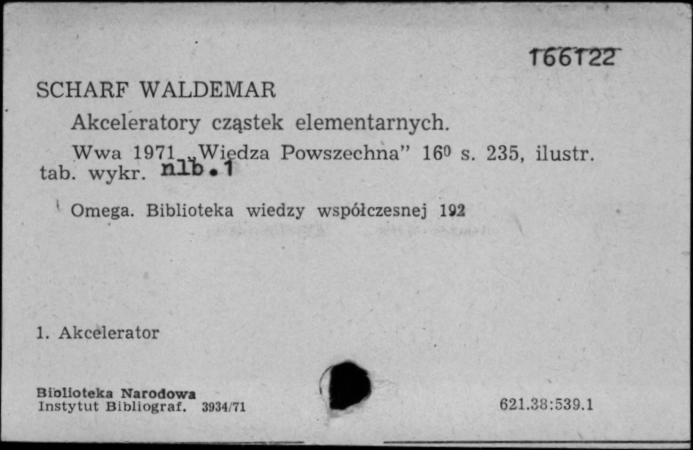 166122
SCHARF WALDEMAR
Akceleratory cząstek elementarnych.
Wwa 1971 „Wiedza Powszechna” 16⁰ s. 235, ilustr.
tab. wykr. nlb. 1
Omega. Biblioteka wiedzy współczesnej 192
1. Akcelerator
Biblioteka Narodowa
Instytut Bibliograf. 3934/71
621.38:539.1